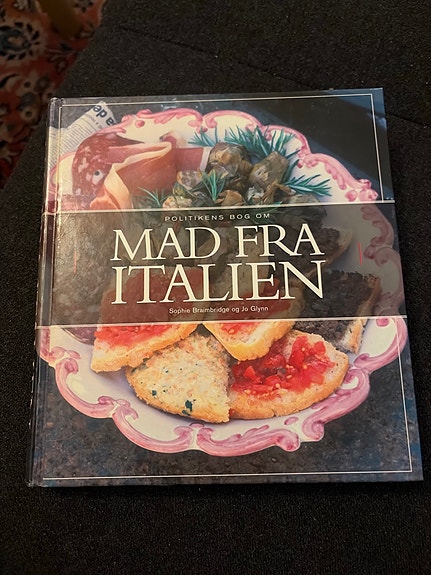 POLITIKENS BOG OM
MAD FRA
ITALIEN
Sophie Braimbridge og Jo Glynn